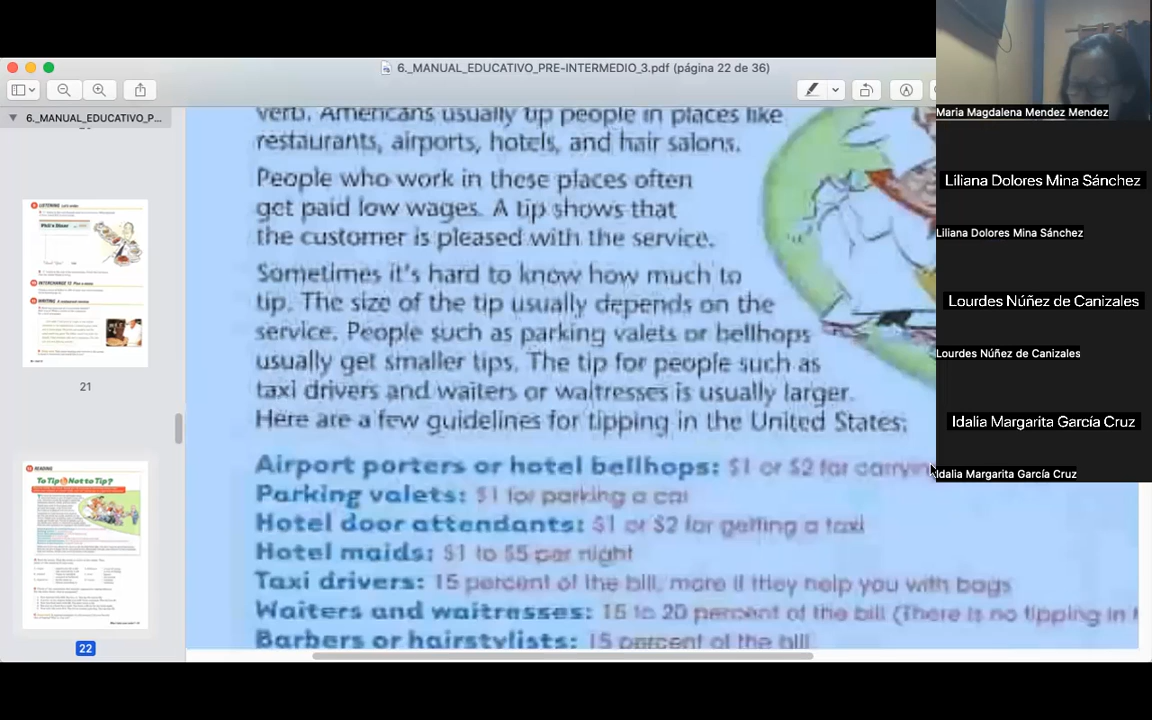 6._MANUAL_EDUCATIVO_PRE-INTERMEDIO_3.pdf (página 22 de 36)
6._MANUAL_EDUCATIVO_P...
verb. Americans usually tip people in places like
restaurants, airports, hotels, and hair salons.
People who work in these places often
get paid low wages. A tip shows that
the customer is pleased with the service.
Sometimes it's hard to know how much to
tip. The size of the tip usually depends on the
service. People such as parking valets or bellhops
usually get smaller tips. The tip for people such as
taxi drivers and waiters or waitresses is usually larger.
Here are a few guidelines for tipping in the United States:
Airport porters or hotel bellhops: $1 or $2 for
Parking valets: $1 for parking a car
Hotel door attendants: $1 or $2 for getting a taxi
Hotel maids: $1 to $5 per night
Taxi drivers: 15 percent of the bill, more if they help you with bags
Waiters and waitresses: 15 to 20 percent of the bill (There is no tipping in
Barbers or hairstylists: 15 percent of the bill
LISTENING
Phil's Diner
WRITING
21
READING
To Tip Not to Tip?
22
Maria Magdalena Mendez Mendez
Liliana Dolores Mina Sánchez
Liliana Dolores Mina Sánchez
Lourdes Núñez de Canizales
Lourdes Núñez de Canizales
Idalia Margarita García Cruz
Idalia Margarita García Cruz